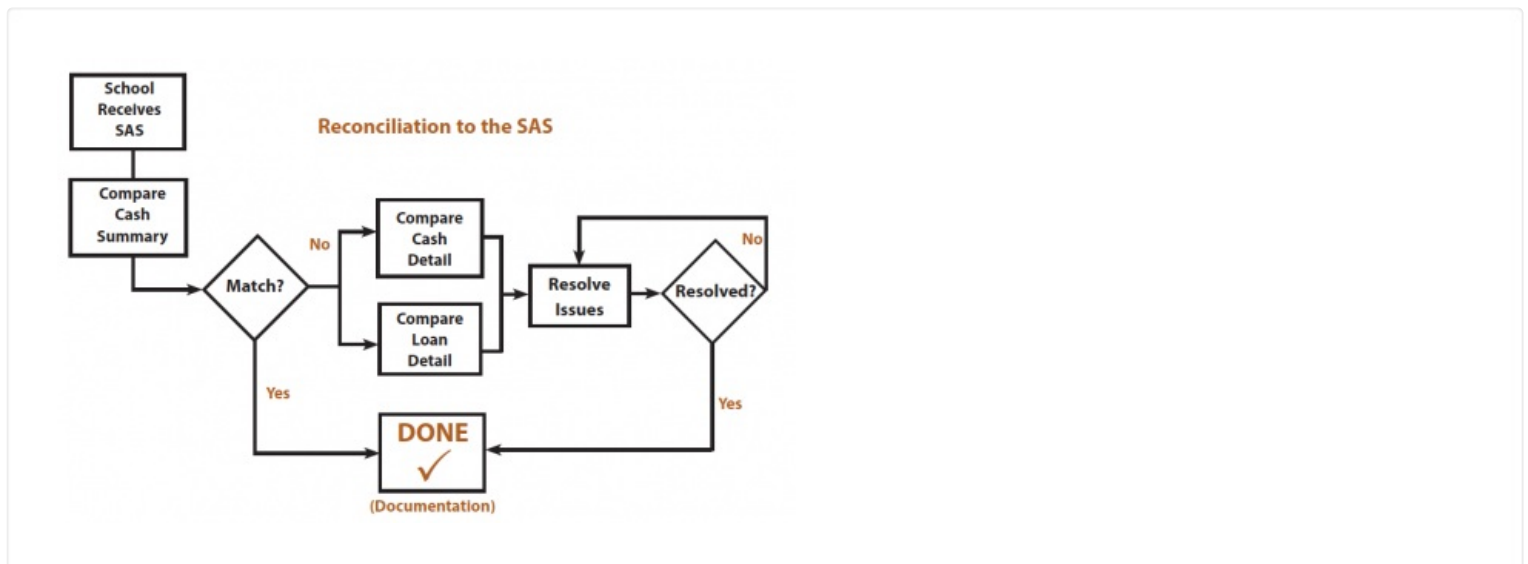 School
Receives
SAS
Reconciliation to the SAS
Compare
Cash
Summary
Match?
No
Compare
Cash
Detail
Compare
Loan
Detail
Resolve
Issues
Resolved?
No
Yes
Yes
DONE
(Documentation)